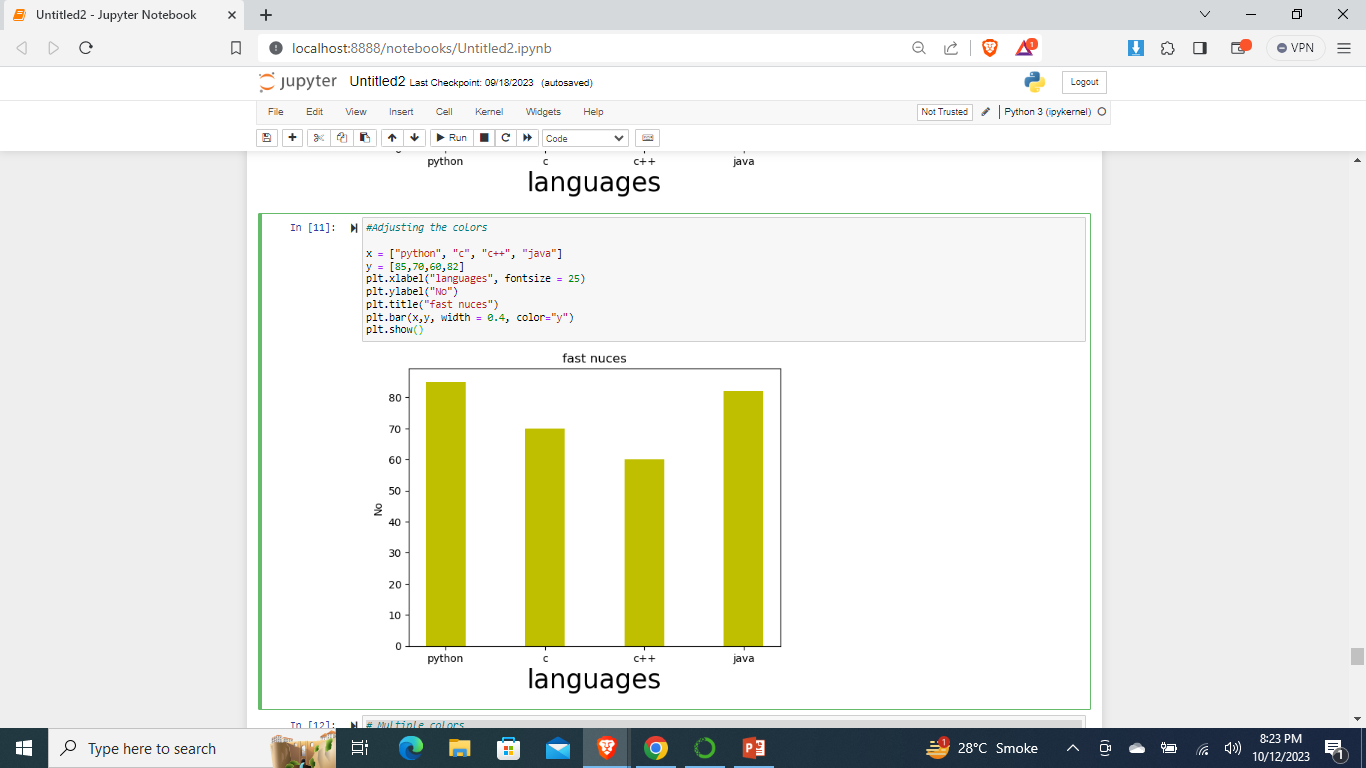 Untitled2 - Jupyter Notebook
localhost:8888/notebooks/Untitled2.ipynb
1
VPN
jupyter Untitled2 Last Checkpoint: 09/18/2023 (autosaved)
Logout
File Edit View Insert Cell Kernel Widgets Help
Not Trusted Python 3 (ipykernel)
Run Code
python c c++ java
languages
In [11]:
#Adjusting the colors
x = ["python", "c", "c++", "java"]
y = [85,70,60,82]
plt.xlabel("languages", fontsize = 25)
plt.ylabel("No")
plt.title("fast nuces")
plt.bar(x,y, width = 0.4, color="y")
plt.show()
fast nuces
80
70
60
50
No
40
30
20
10
0
python c c++ java
languages
In [12]: # Multiple colors
Type here to search
1
28°C Smoke
8:23 PM
10/12/2023
1